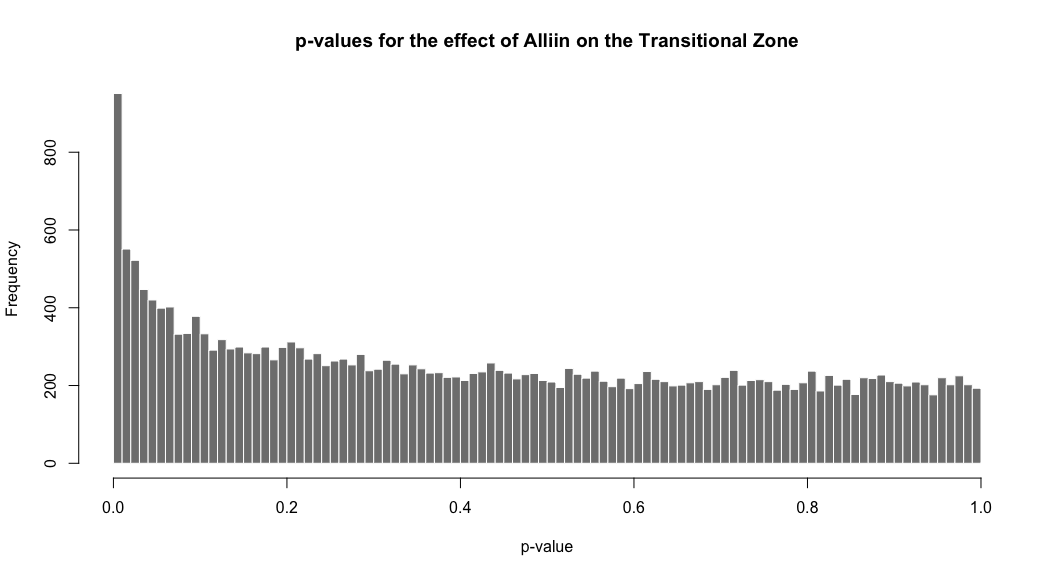 p-values for the effect of Alliin on the Transitional Zone
Frequency
800
600
400
200
0
0.0 0.2 0.4 0.6 0.8 1.0
p-value